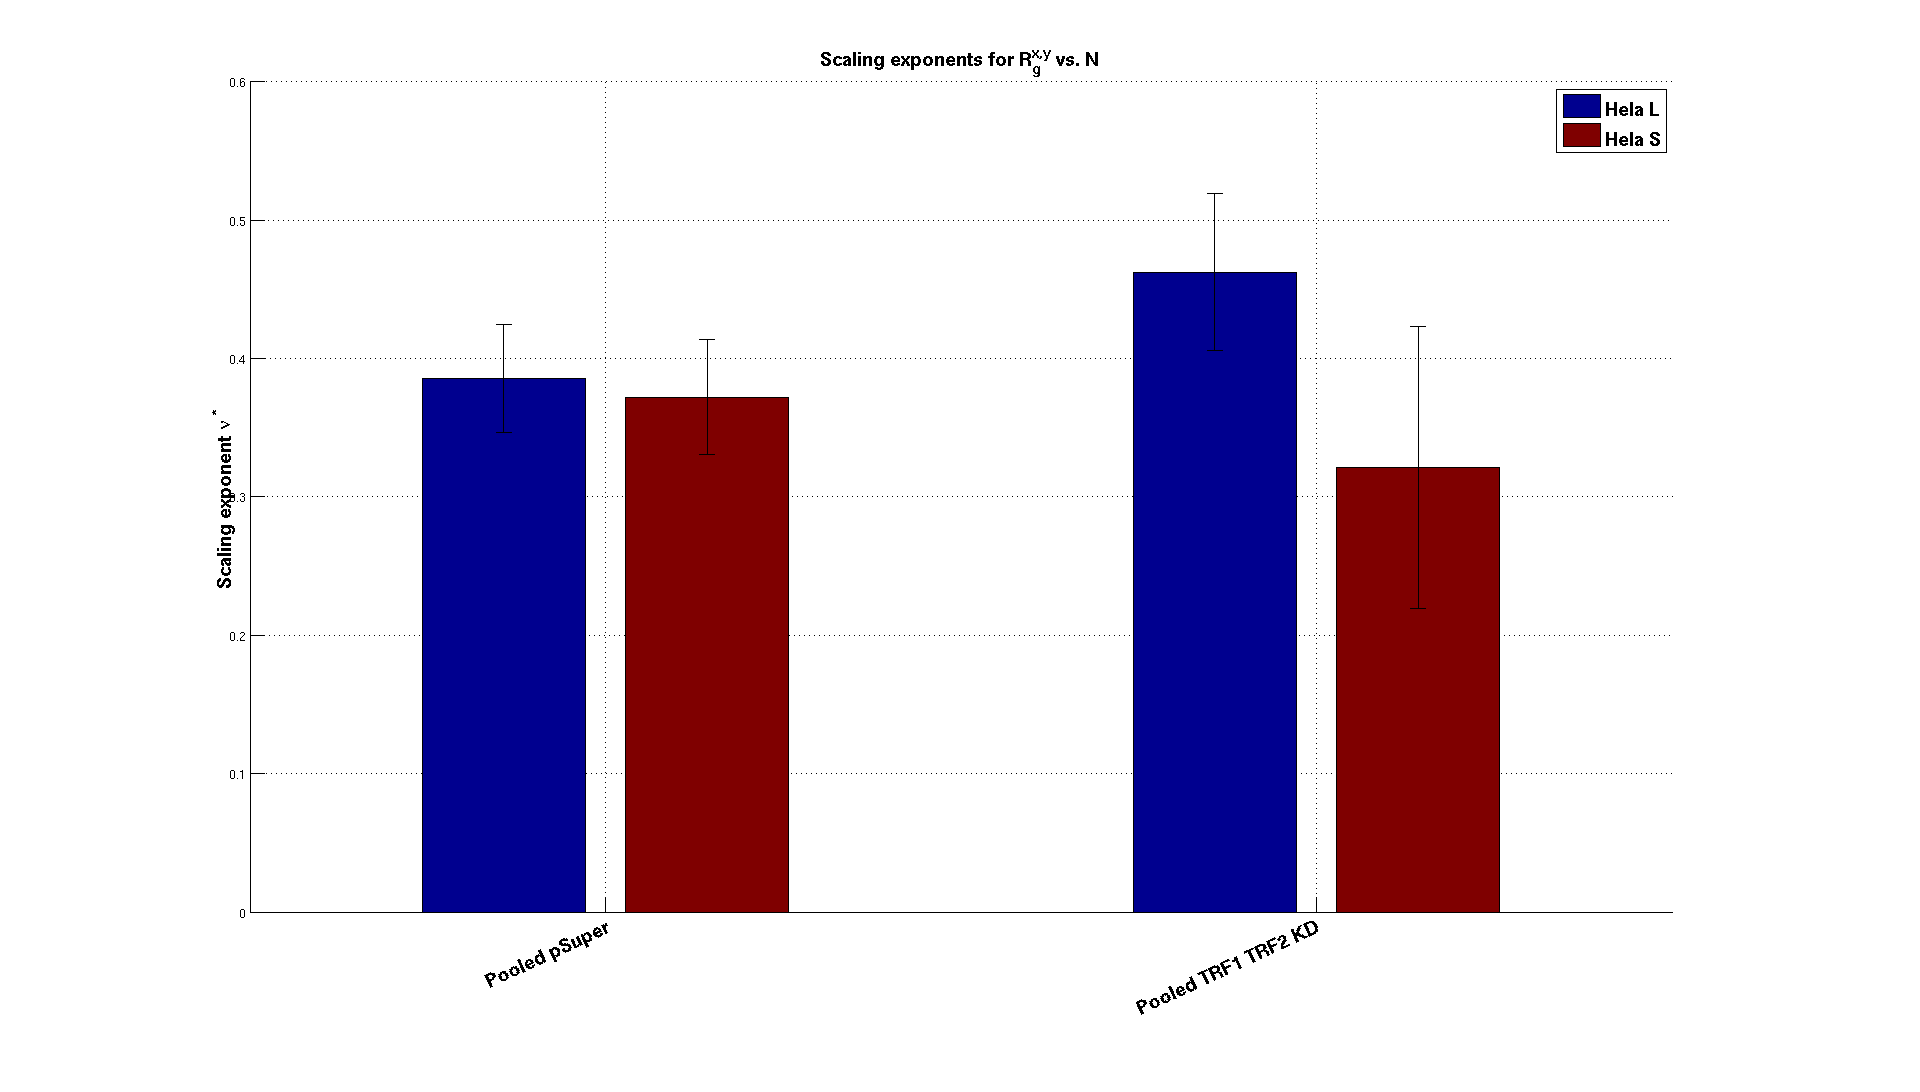 Scaling exponents for R_g^x,y vs. N
Hela L
Hela S
0.6
0.5
0.4
0.3
0.2
0.1
0
Scaling exponent ν *
Pooled pSuper
Pooled TRF1 TRF2 KD